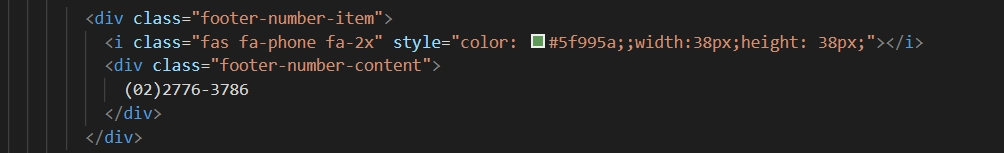 <div class="footer-number-item">
<i class="fas fa-phone fa-2x" style="color: #5f995a;;width:38px;height: 38px;"></i>
<div class="footer-number-content">
(02)2776-3786
</div>
</div>